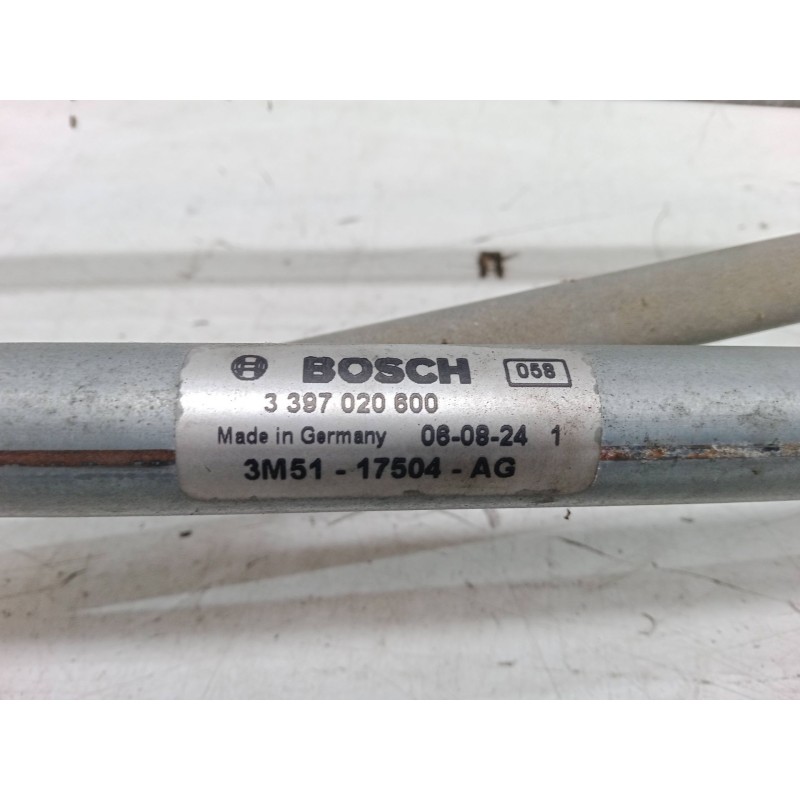 BOSCH 058
3 397 020 600
Made in Germany 06-08-24 1
3M51 - 17504 - AG